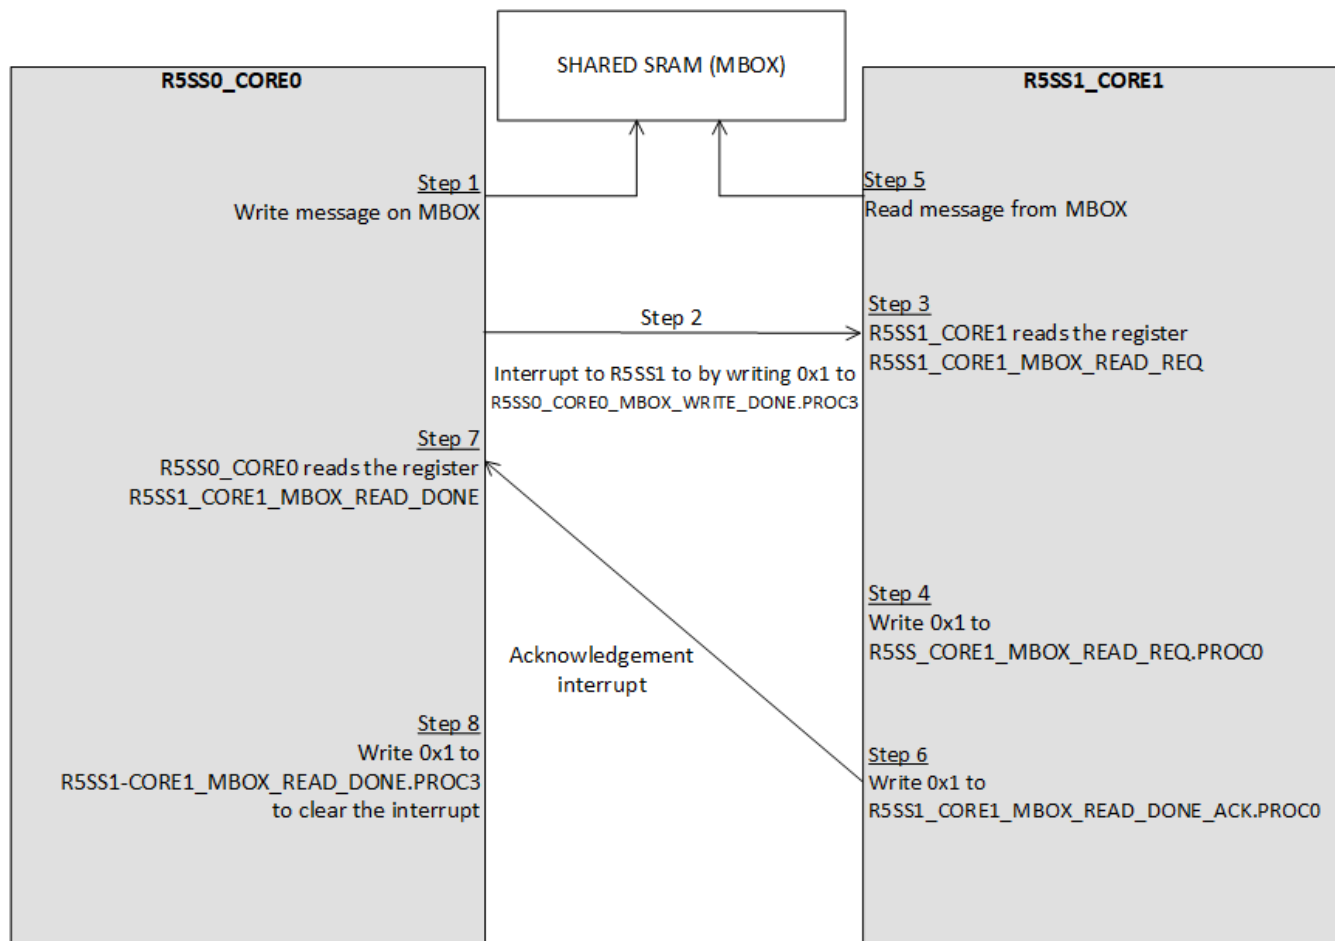 SHARED SRAM (MBOX)
R5SS0_CORE0
R5SS1_CORE1
Step 1
Write message on MBOX
Step 5
Read message from MBOX
Step 2
Interrupt to R5SS1 to by writing 0x1 to
R5SS0_CORE0_MBOX_WRITE_DONE.PROC3
Step 3
R5SS1_CORE1 reads the register
R5SS1_CORE1_MBOX_READ_REQ
Step 7
R5SS0_CORE0 reads the register
R5SS1_CORE1_MBOX_READ_DONE
Step 4
Write 0x1 to
R5SS_CORE1_MBOX_READ_REQ.PROC0
Acknowledgement
interrupt
Step 8
Write 0x1 to
R5SS1-CORE1_MBOX_READ_DONE.PROC3
to clear the interrupt
Step 6
Write 0x1 to
R5SS1_CORE1_MBOX_READ_DONE_ACK.PROC0